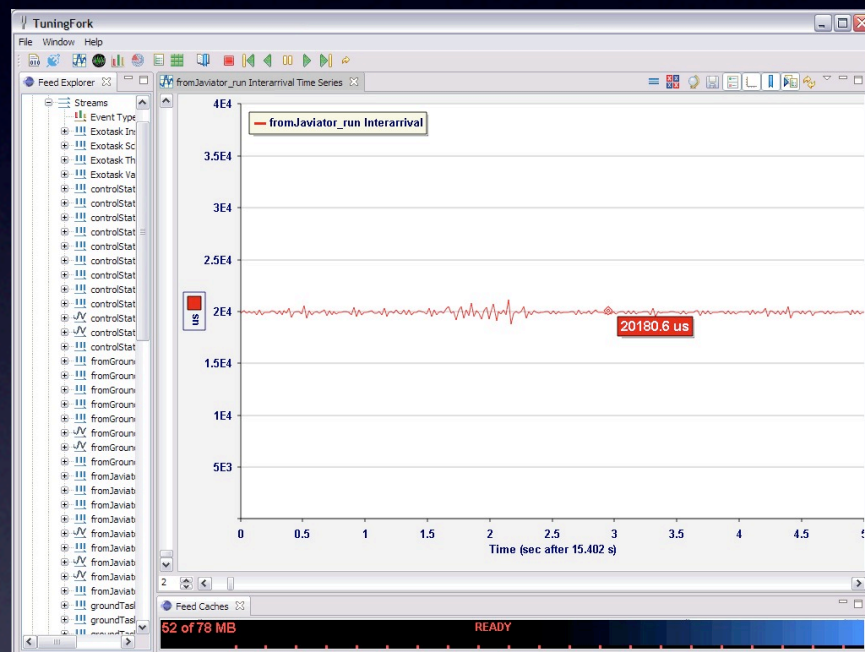 TuningFork
File Window Help
Feed Explorer
fromJaviator_run Interarrival Time Series
Streams
Event Type
Exotask In
Exotask Sc
Exotask Th
Exotask Va
controlStat
controlStat
controlStat
controlStat
controlStat
controlStat
controlStat
controlStat
controlStat
controlStat
controlStat
controlStat
fromGroun
fromGroun
fromGroun
fromGroun
fromGroun
fromGroun
fromGroun
fromGroun
fromJaviat
fromJaviat
fromJaviat
fromJaviat
fromJaviat
fromJaviat
fromJaviat
fromJaviat
fromJaviat
groundTas
groundTas
groundTas
fromJaviator_run Interarrival
4E4
3.5E4
3E4
2.5E4
2E4
1.5E4
1E4
5E3
us
20180.6 us
0 0.5 1 1.5 2 2.5 3 3.5 4 4.5 5
Time (sec after 15.402 s)
2
Feed Caches
52 of 78 MB
READY